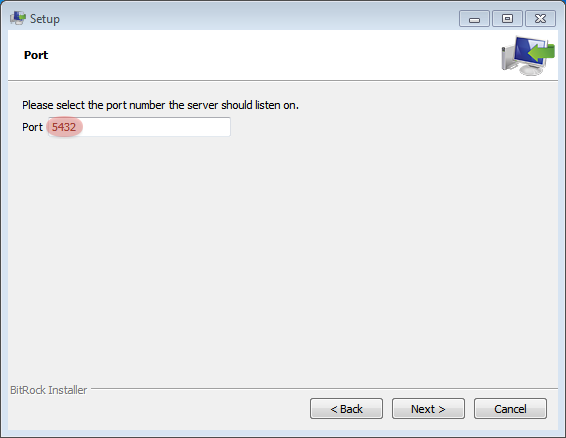 Setup
Port
Please select the port number the server should listen on.
Port 5432
BitRock Installer
< Back Next > Cancel